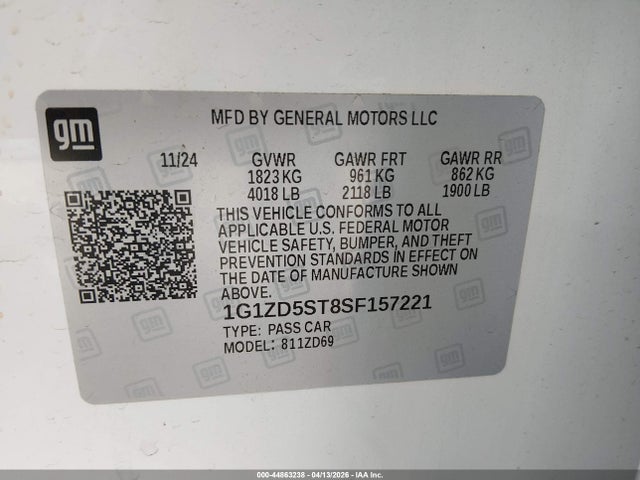 gm
MFD BY GENERAL MOTORS LLC
11/24 GVWR GAWR FRT GAWR RR
1823 KG 961 KG 862 KG
4018 LB 2118 LB 1900 LB
THIS VEHICLE CONFORMS TO ALL
APPLICABLE U.S. FEDERAL MOTOR
VEHICLE SAFETY, BUMPER, AND THEFT
PREVENTION STANDARDS IN EFFECT ON
THE DATE OF MANUFACTURE SHOWN
ABOVE.
1G1ZD5ST8SF157221
TYPE: PASS CAR
MODEL: 811ZD69
000-44863238 - 04/13/2026 - IAA Inc.